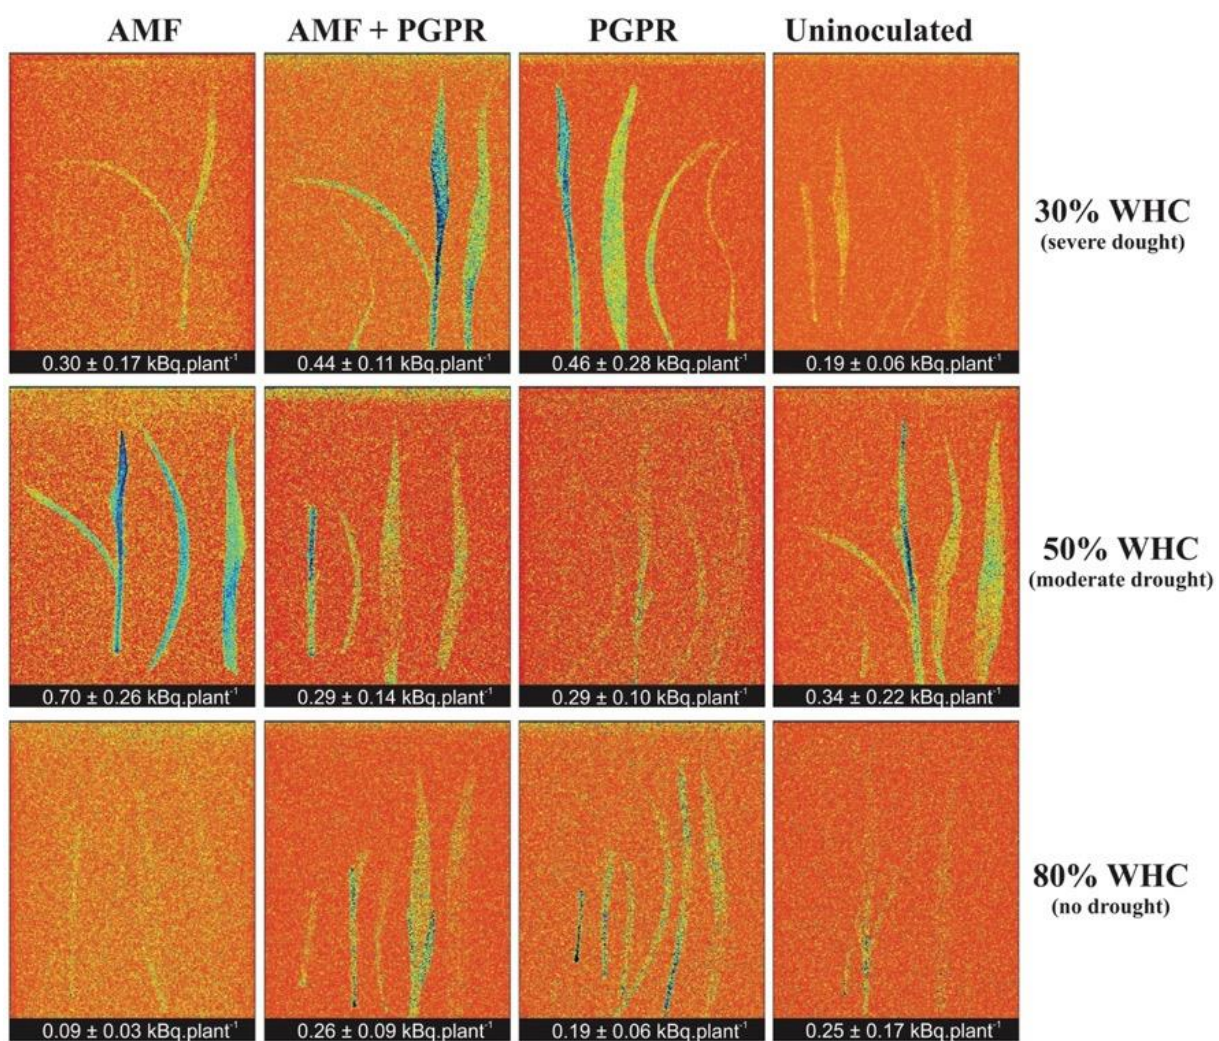 AMF
AMF + PGPR
PGPR
Uninoculated
0.30 ± 0.17 kBq.plant⁻¹
0.44 ± 0.11 kBq.plant⁻¹
0.46 ± 0.28 kBq.plant⁻¹
0.19 ± 0.06 kBq.plant⁻¹
30% WHC
(severe dought)
0.70 ± 0.26 kBq.plant⁻¹
0.29 ± 0.14 kBq.plant⁻¹
0.29 ± 0.10 kBq.plant⁻¹
0.34 ± 0.22 kBq.plant⁻¹
50% WHC
(moderate drought)
0.09 ± 0.03 kBq.plant⁻¹
0.26 ± 0.09 kBq.plant⁻¹
0.19 ± 0.06 kBq.plant⁻¹
0.25 ± 0.17 kBq.plant⁻¹
80% WHC
(no drought)